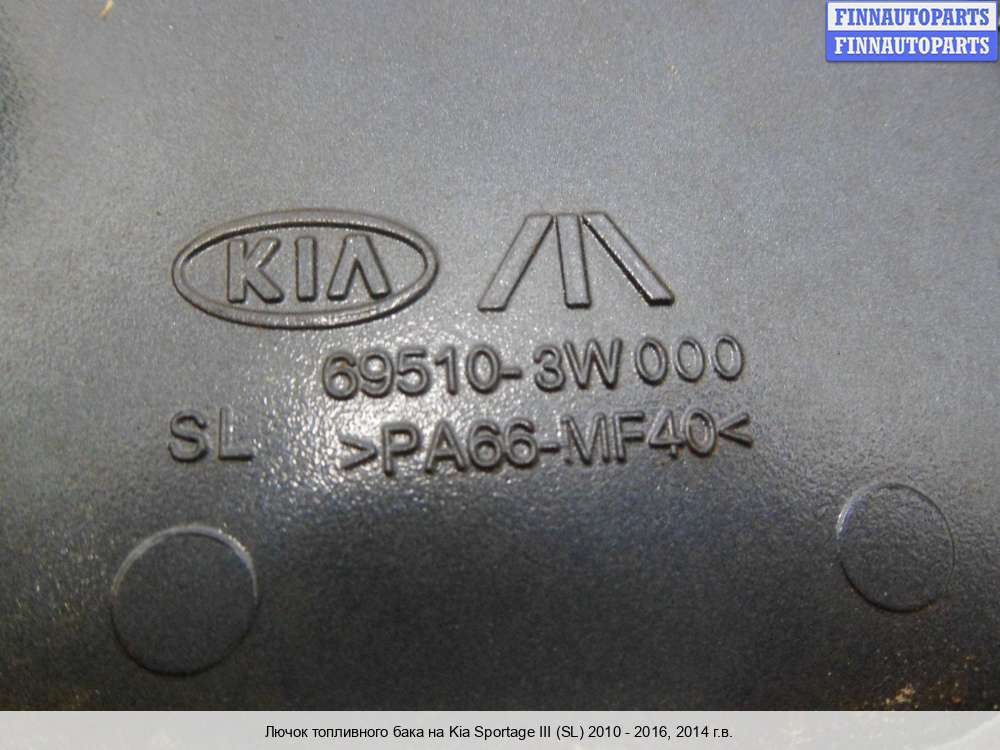 FINNAUTOPARTS
FINNAUTOPARTS
KIA
69510-3W000
SL >PA66-MF40<
Лючок топливного бака на Kia Sportage III (SL) 2010 - 2016, 2014 г.в.